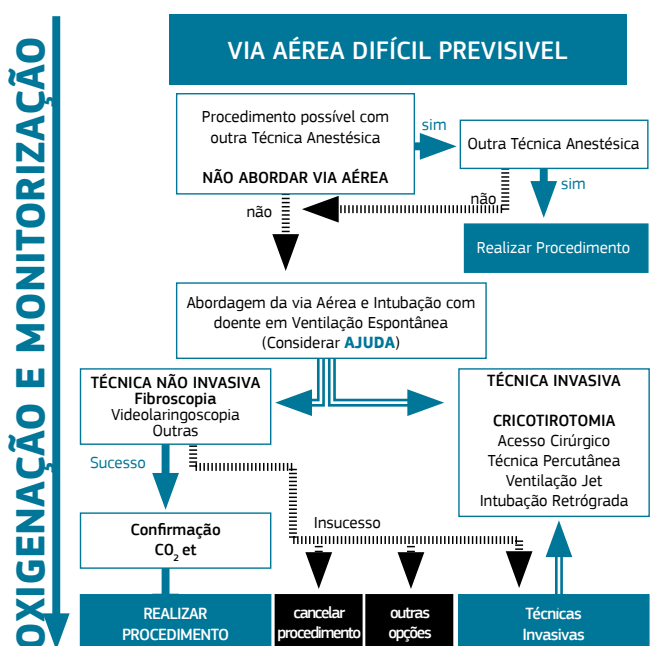 OXIGENAÇÃO E MONITORIZAÇÃO
VIA AÉREA DIFÍCIL PREVISIVEL
Procedimento possível com
outra Técnica Anestésica
NÃO ABORDAR VIA AÉREA
sim
Outra Técnica Anestésica
não
não
sim
Realizar Procedimento
Abordagem da via Aérea e Intubação com
doente em Ventilação Espontânea
(Considerar AJUDA)
TÉCNICA NÃO INVASIVA
Fibroscopia
Videolaringoscopia
Outras
TÉCNICA INVASIVA
CRICOTIROTOMIA
Acesso Cirúrgico
Técnica Percutânea
Ventilação Jet
Intubação Retrógrada
Sucesso
Insucesso
Confirmação
CO₂ et
REALIZAR
PROCEDIMENTO
cancelar
procedimento
outras
opções
Técnicas
Invasivas